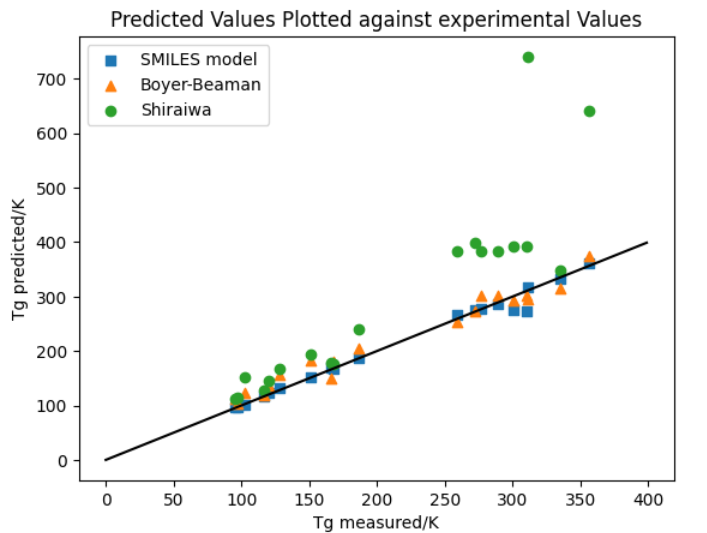 Predicted Values Plotted against experimental Values
SMILES model
Boyer-Beaman
Shiraiwa
700
600
500
400
300
200
100
0
Tg predicted/K
0 50 100 150 200 250 300 350 400
Tg measured/K